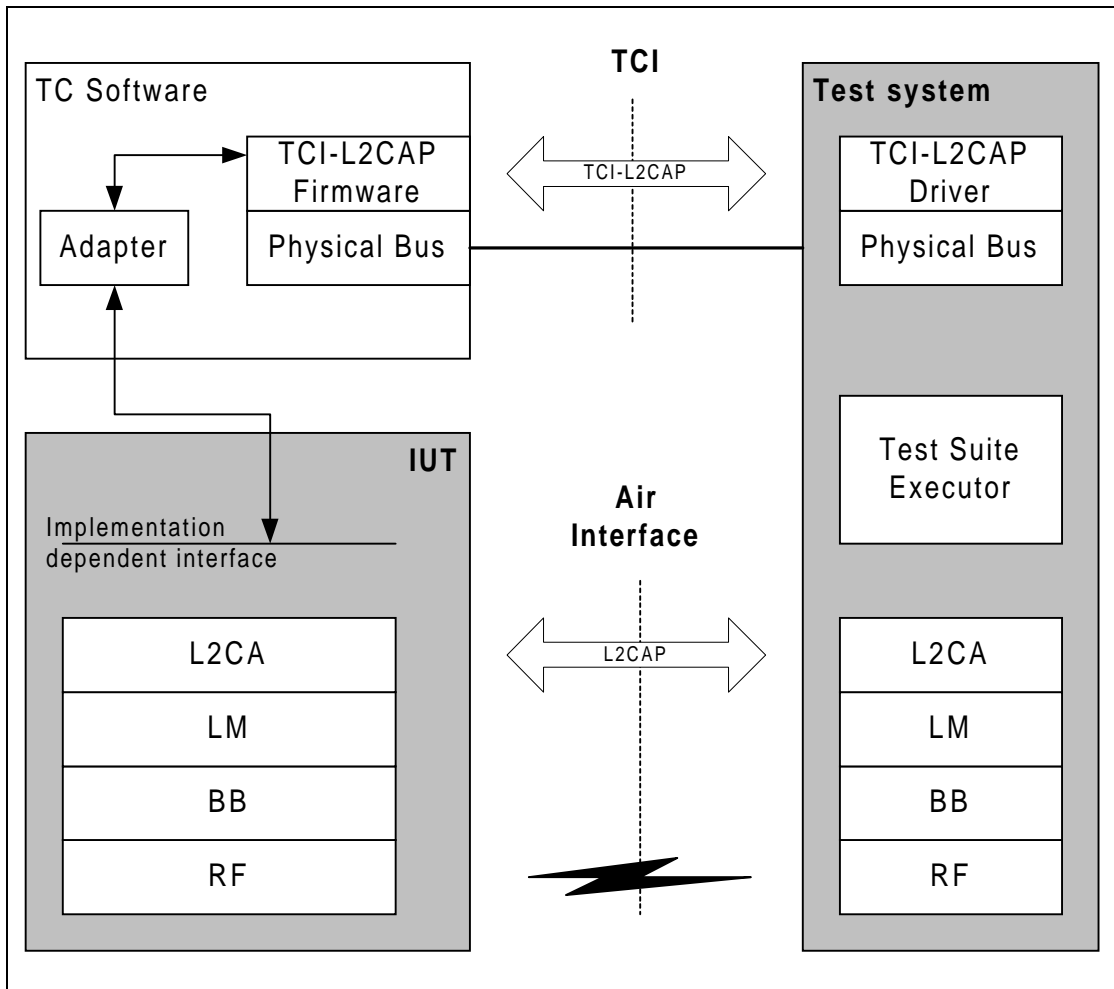 TCI
TC Software
TCI-L2CAP
Firmware
Physical Bus
Adapter
TCI-L2CAP
Test system
TCI-L2CAP
Driver
Physical Bus
Test Suite
Executor
IUT
Implementation
dependent interface
L2CA
LM
BB
RF
Air
Interface
L2CAP
L2CA
LM
BB
RF